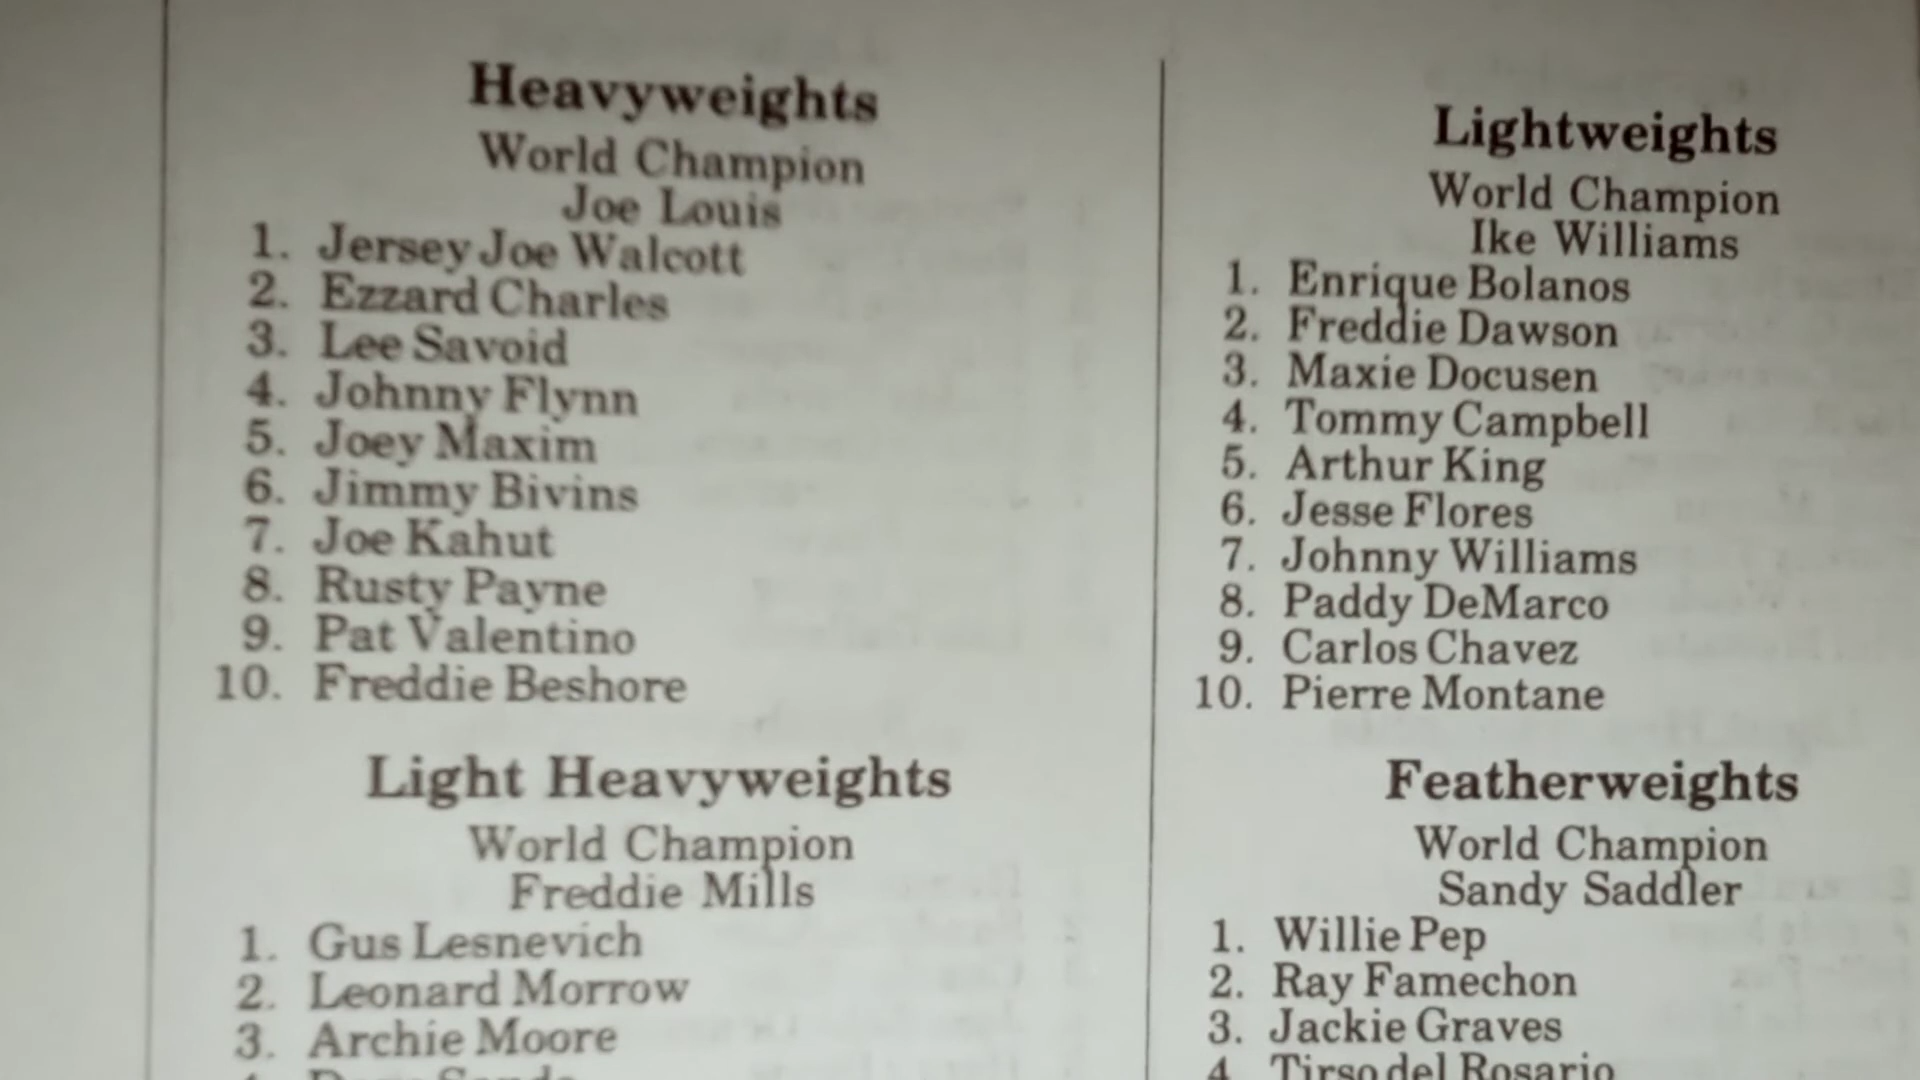 Heavyweights
World Champion
Joe Louis
1. Jersey Joe Walcott
2. Ezzard Charles
3. Lee Savoid
4. Johnny Flynn
5. Joey Maxim
6. Jimmy Bivins
7. Joe Kahut
8. Rusty Payne
9. Pat Valentino
10. Freddie Beshore
Light Heavyweights
World Champion
Freddie Mills
1. Gus Lesnevich
2. Leonard Morrow
3. Archie Moore
Lightweights
World Champion
Ike Williams
1. Enrique Bolanos
2. Freddie Dawson
3. Maxie Docusen
4. Tommy Campbell
5. Arthur King
6. Jesse Flores
7. Johnny Williams
8. Paddy DeMarco
9. Carlos Chavez
10. Pierre Montane
Featherweights
World Champion
Sandy Saddler
1. Willie Pep
2. Ray Famechon
3. Jackie Graves
4. Tirso del Rosario